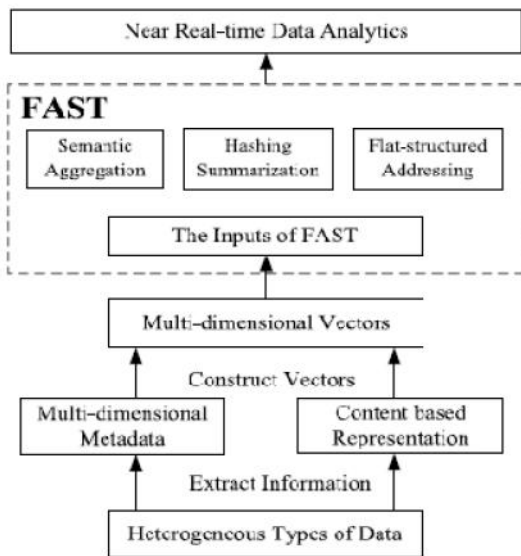 Near Real-time Data Analytics
FAST
Semantic
Aggregation
Hashing
Summarization
Flat-structured
Addressing
The Inputs of FAST
Multi-dimensional Vectors
Construct Vectors
Multi-dimensional
Metadata
Content based
Representation
Extract Information
Heterogeneous Types of Data